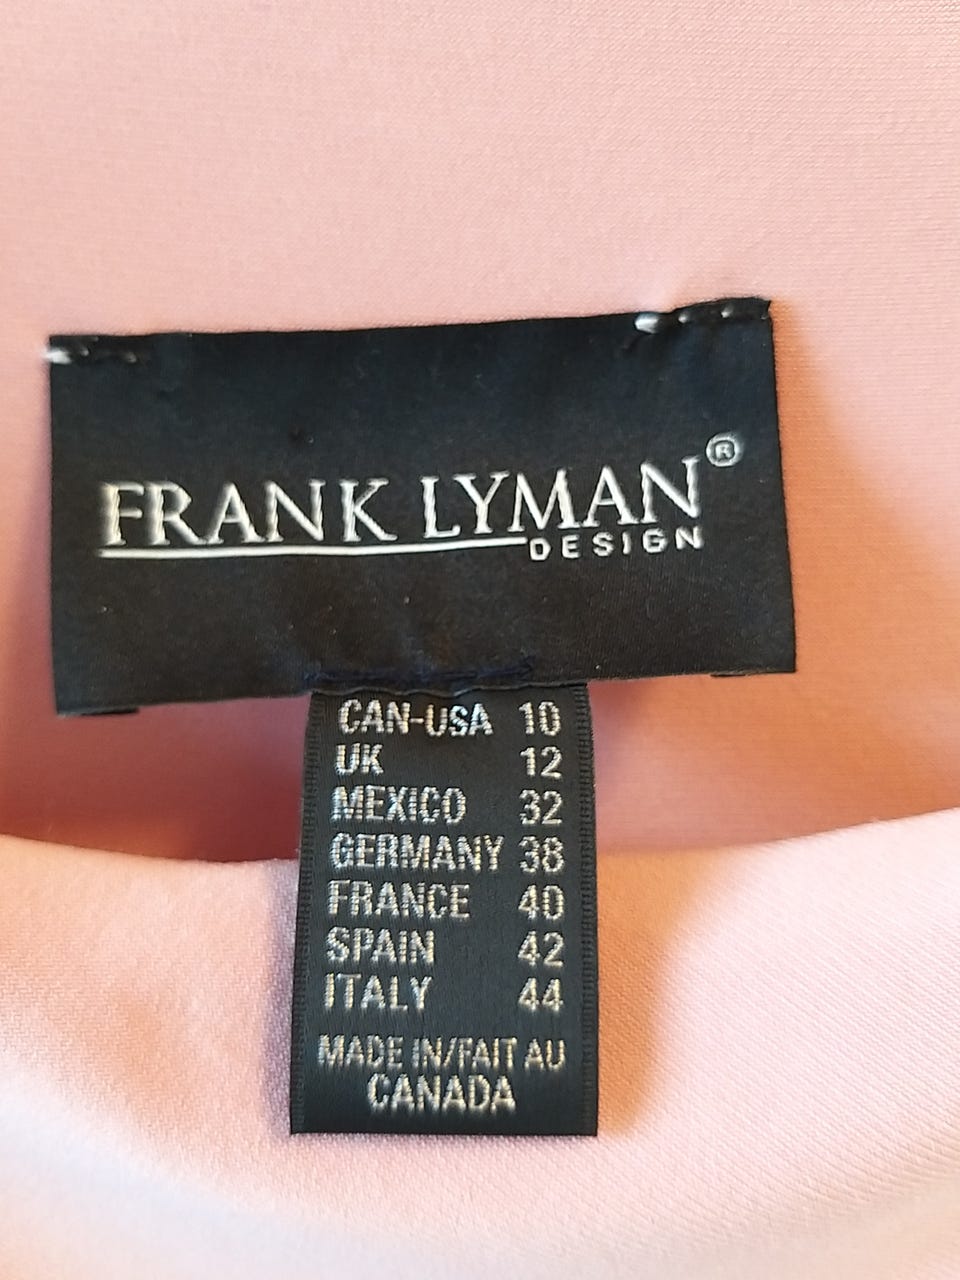 FRANK LYMAN®
DESIGN
CAN-USA 10
UK 12
MEXICO 32
GERMANY 38
FRANCE 40
SPAIN 42
ITALY 44
MADE IN/FAIT AU
CANADA